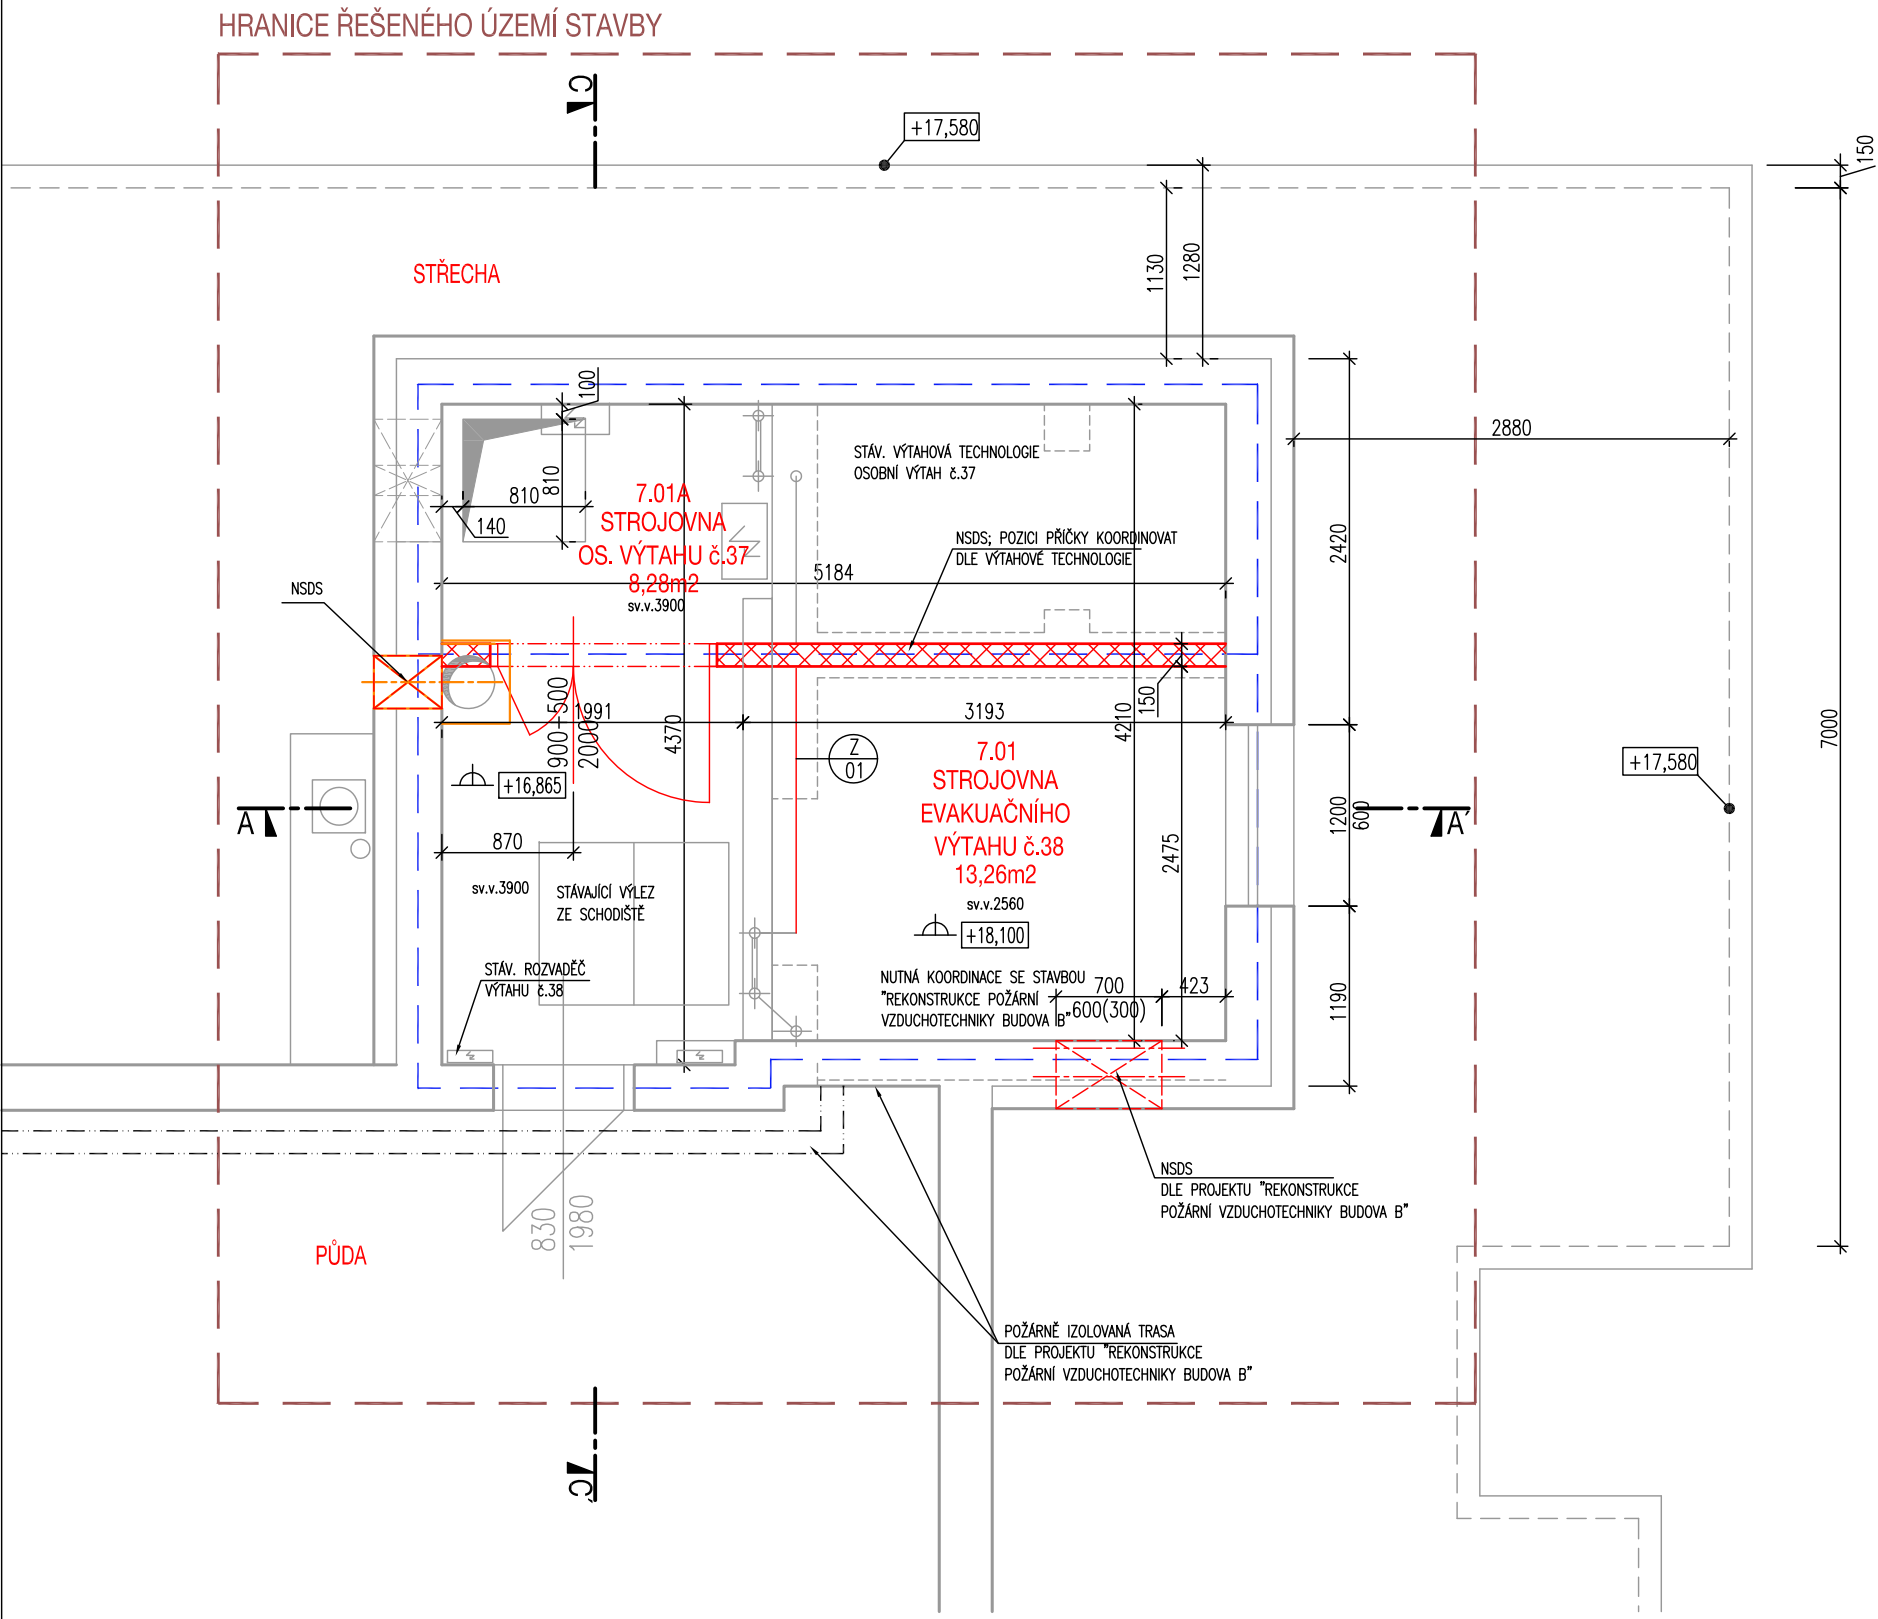 HRANICE ŘEŠENÉHO ÚZEMÍ STAVBY
C
+17,580
150
STŘECHA
1130
1280
100
810
810
140
7.01A
STROJOVNA
OS. VÝTAHU č.37
8,28m2
sv.v.3900
STÁV. VÝTAHOVÁ TECHNOLOGIE
OSOBNÍ VÝTAH č.37
NSDS; POZICI PŘÍČKY KOORDINOVAT
DLE VÝTAHOVÉ TECHNOLOGIE
5184
2880
2420
NSDS
900+500
2000
1991
4370
3193
4210
150
7000
Z
01
7.01
STROJOVNA
EVAKUAČNÍHO
VÝTAHU č.38
13,26m2
sv.v.2560
+18,100
2475
+16,865
+17,580
A
A'
1200
600
870
sv.v.3900
STÁVAJÍCÍ VÝLEZ
ZE SCHODIŠTĚ
STÁV. ROZVADĚČ
VÝTAHU č.38
NUTNÁ KOORDINACE SE STAVBOU
"REKONSTRUKCE POŽÁRNÍ
VZDUCHOTECHNIKY BUDOVA B"
700
423
600(300)
1190
NSDS
DLE PROJEKTU "REKONSTRUKCE
POŽÁRNÍ VZDUCHOTECHNIKY BUDOVA B"
830
1980
PŮDA
POŽÁRNĚ IZOLOVANÁ TRASA
DLE PROJEKTU "REKONSTRUKCE
POŽÁRNÍ VZDUCHOTECHNIKY BUDOVA B"
C'